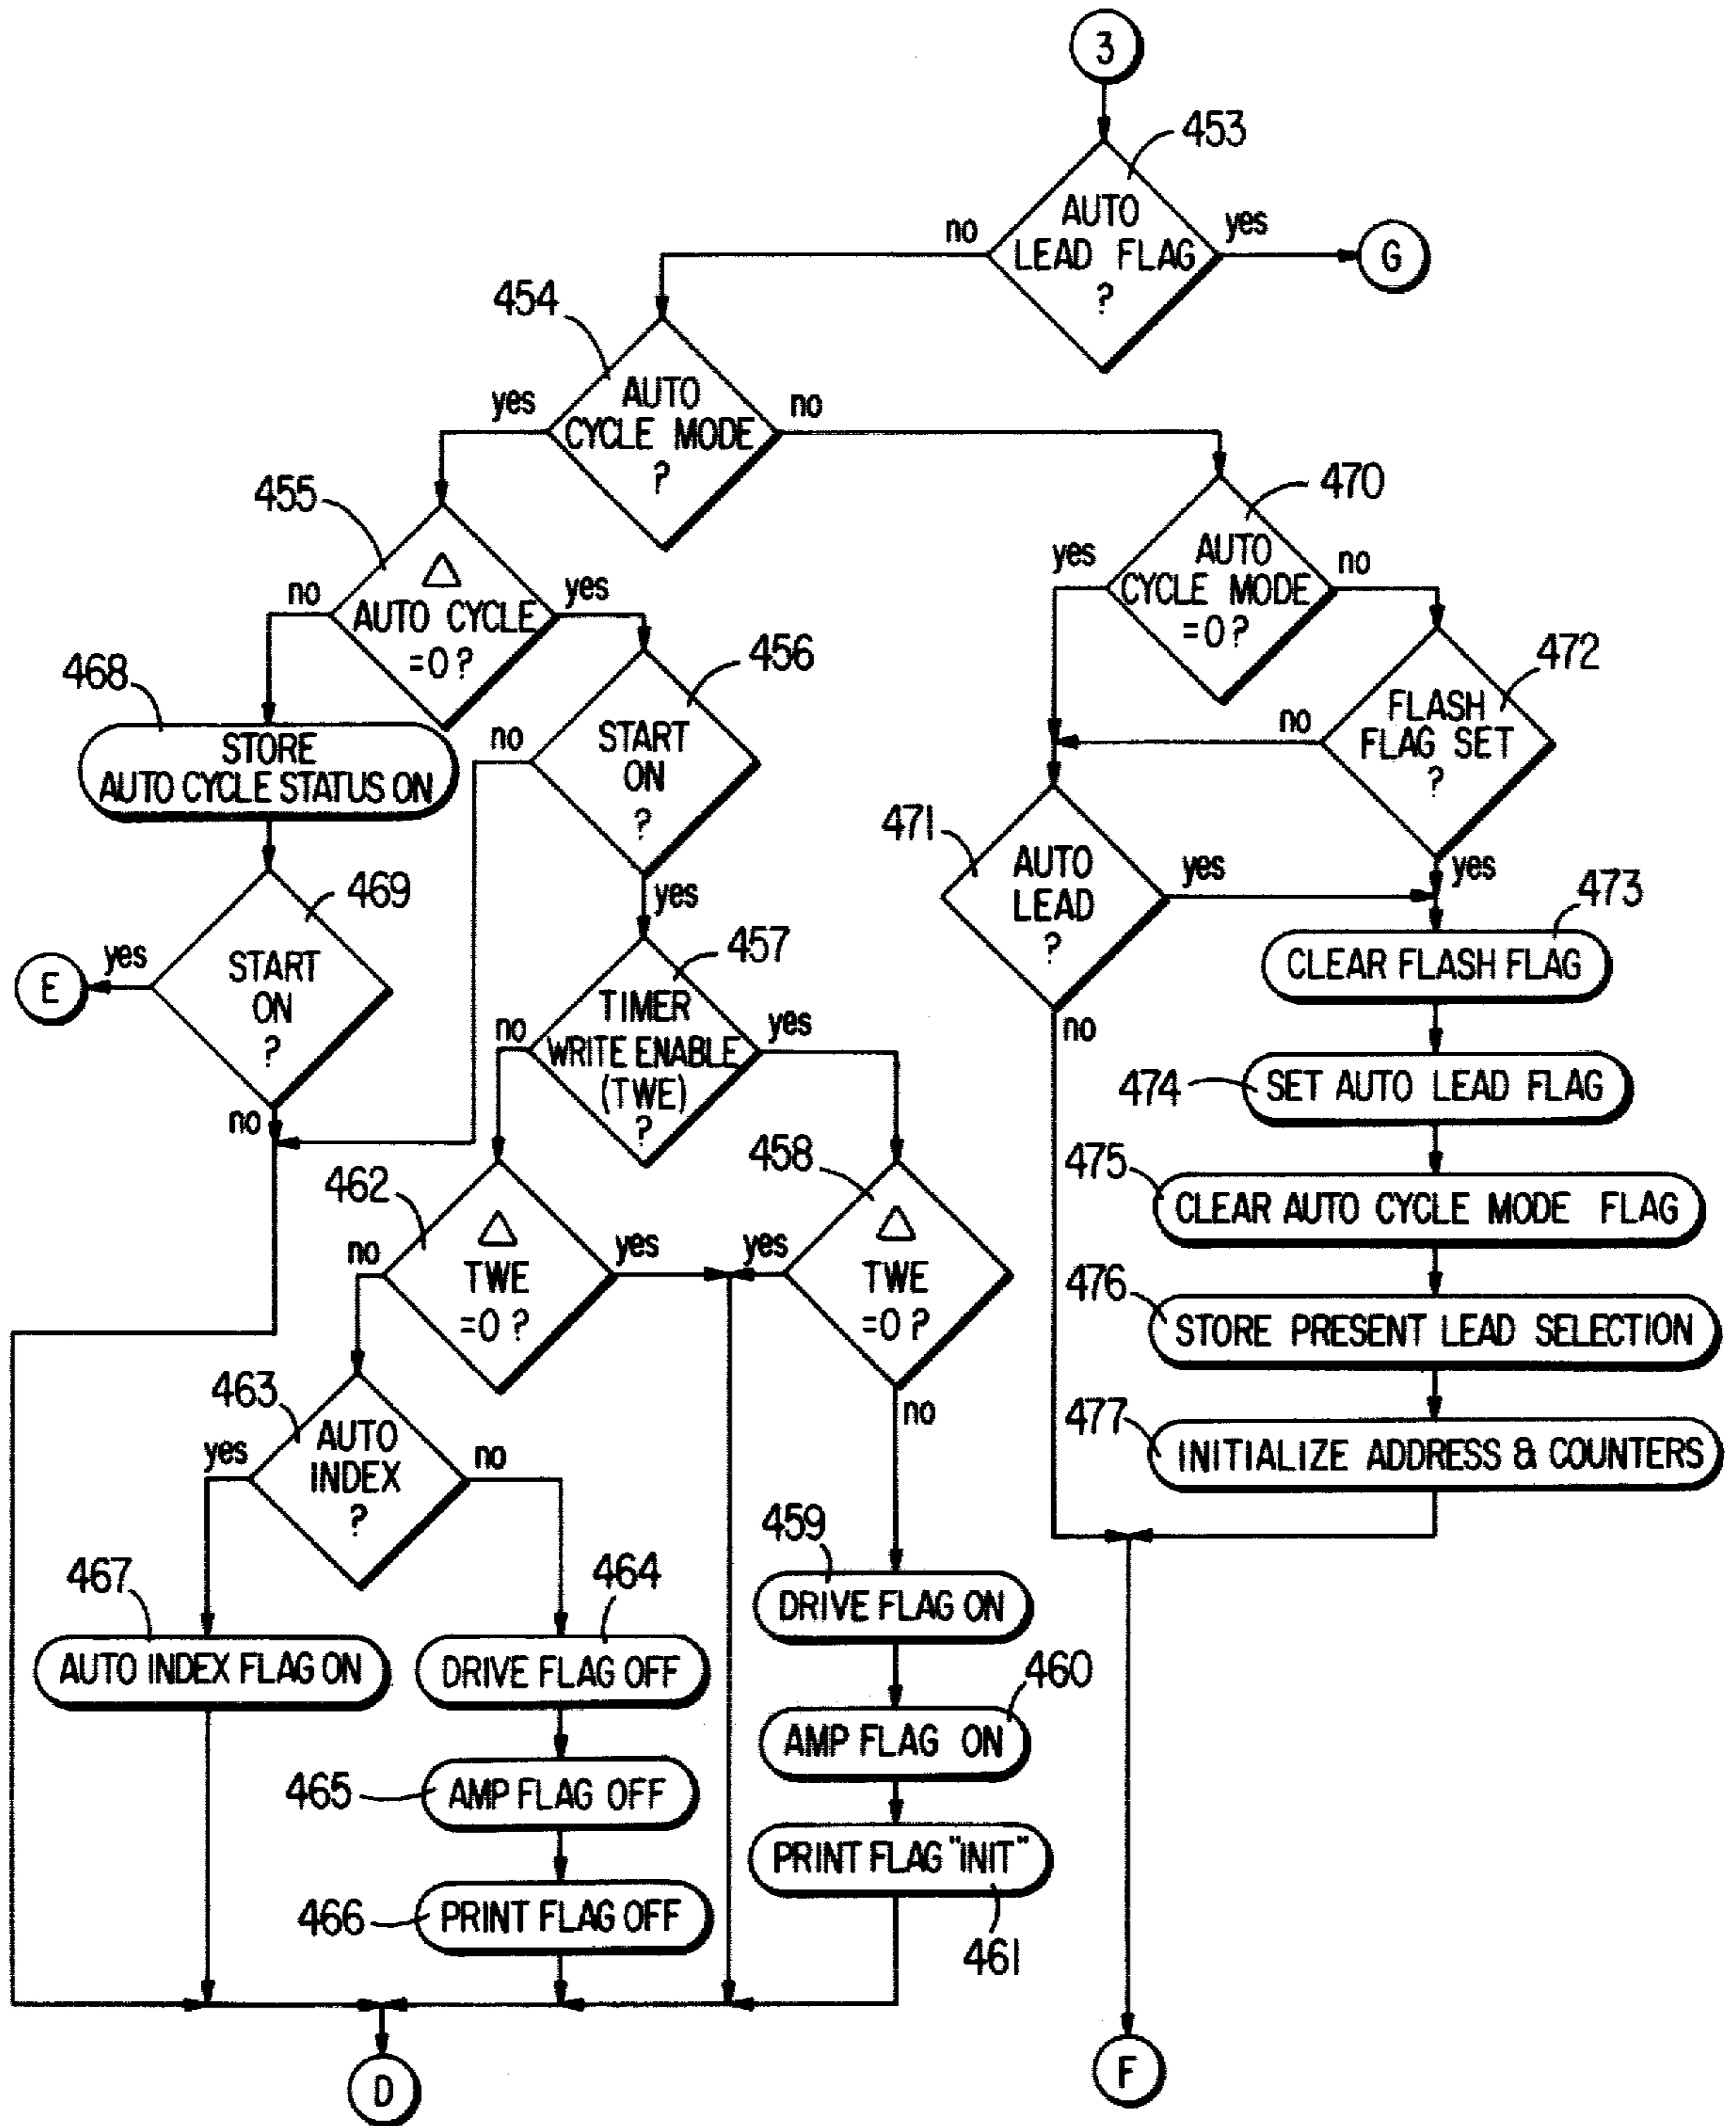 3
453
AUTO
LEAD FLAG
?
no
yes
G
454
AUTO
CYCLE MODE
?
yes
no
455
△
AUTO CYCLE
=0?
no
yes
470
AUTO
CYCLE MODE
=0?
yes
no
468
STORE
AUTO CYCLE STATUS ON
456
START
ON
?
no
yes
472
FLASH
FLAG SET
?
no
yes
471
AUTO
LEAD
?
yes
no
469
START
ON
?
yes
no
E
457
TIMER
WRITE ENABLE
(TWE)
?
no
yes
473
CLEAR FLASH FLAG
474
SET AUTO LEAD FLAG
475
CLEAR AUTO CYCLE MODE FLAG
476
STORE PRESENT LEAD SELECTION
477
INITIALIZE ADDRESS & COUNTERS
462
△
TWE
=0?
no
yes
458
△
TWE
=0?
yes
no
463
AUTO
INDEX
?
yes
no
467
AUTO INDEX FLAG ON
464
DRIVE FLAG OFF
465
AMP FLAG OFF
466
PRINT FLAG OFF
459
DRIVE FLAG ON
460
AMP FLAG ON
PRINT FLAG "INIT"
461
D
F